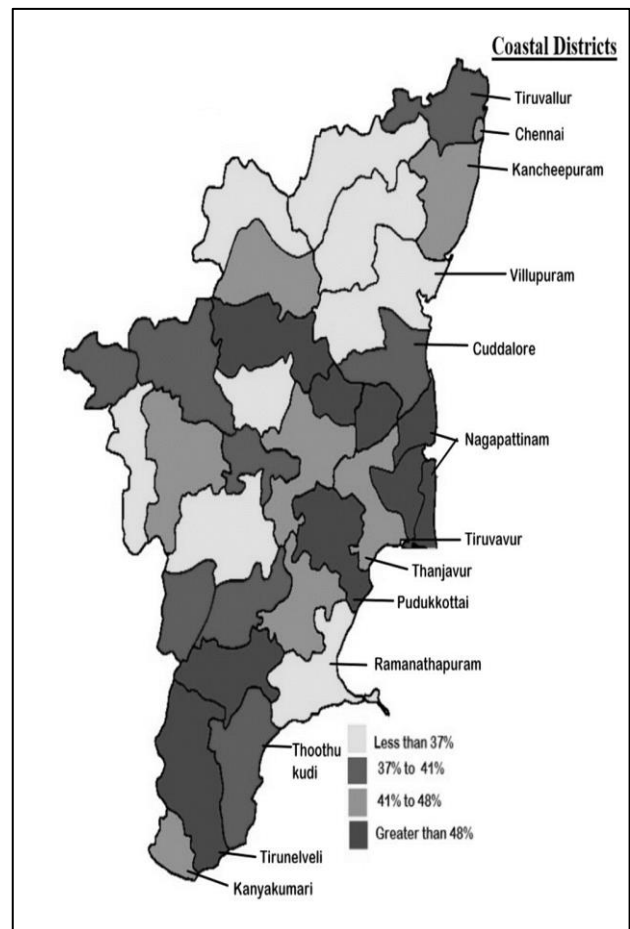 Coastal Districts
Tiruvallur
Chennai
Kancheepuram
Villupuram
Cuddalore
Nagapattinam
Tiruvavur
Thanjavur
Pudukkottai
Ramanathapuram
Thoothu
kudi
Tirunelveli
Kanyakumari
Less than 37%
37% to 41%
41% to 48%
Greater than 48%